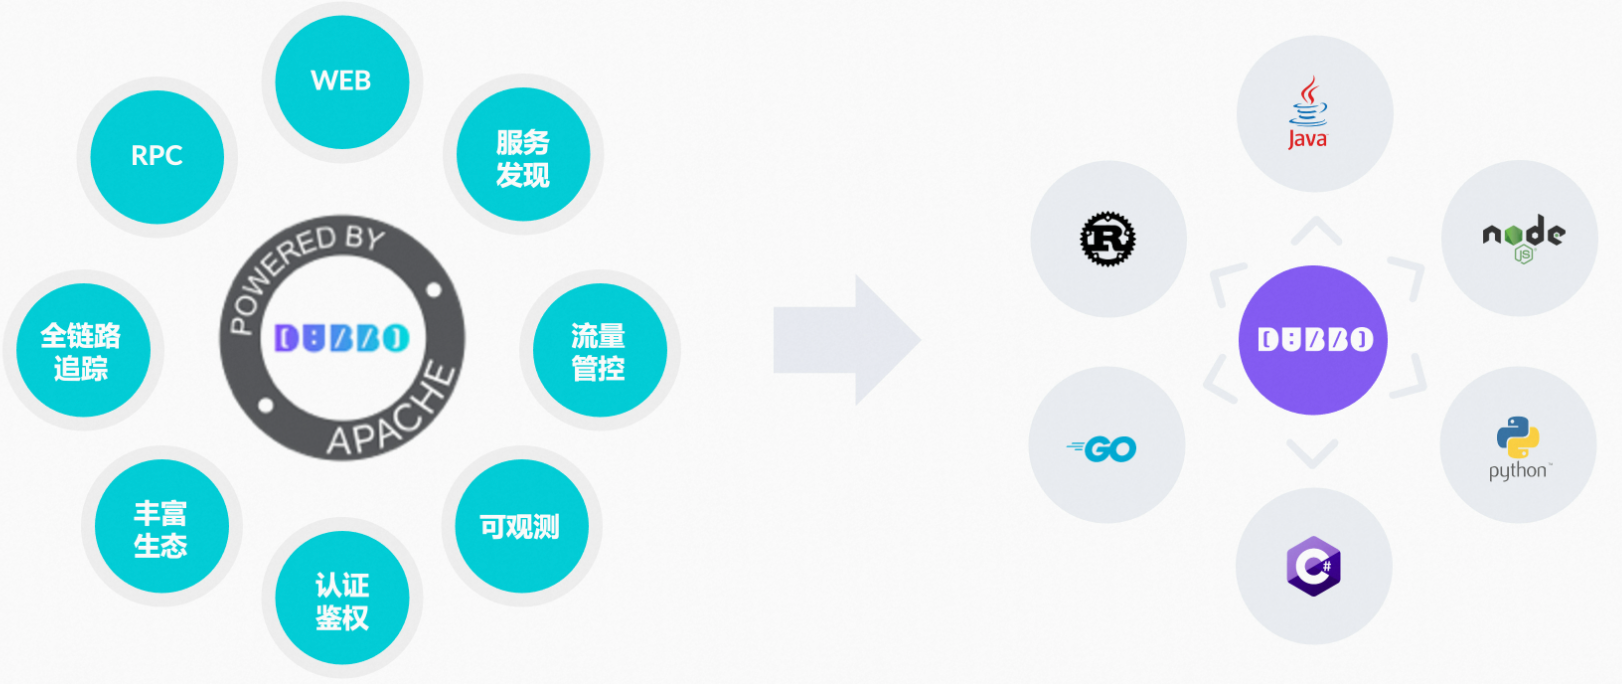 WEB
RPC
服务
发现
POWERED BY
DUBBO
APACHE
全链路
追踪
流量
管控
丰富
生态
可观测
认证
鉴权
Java
R
node
JS
DUBBO
GO
python
C#